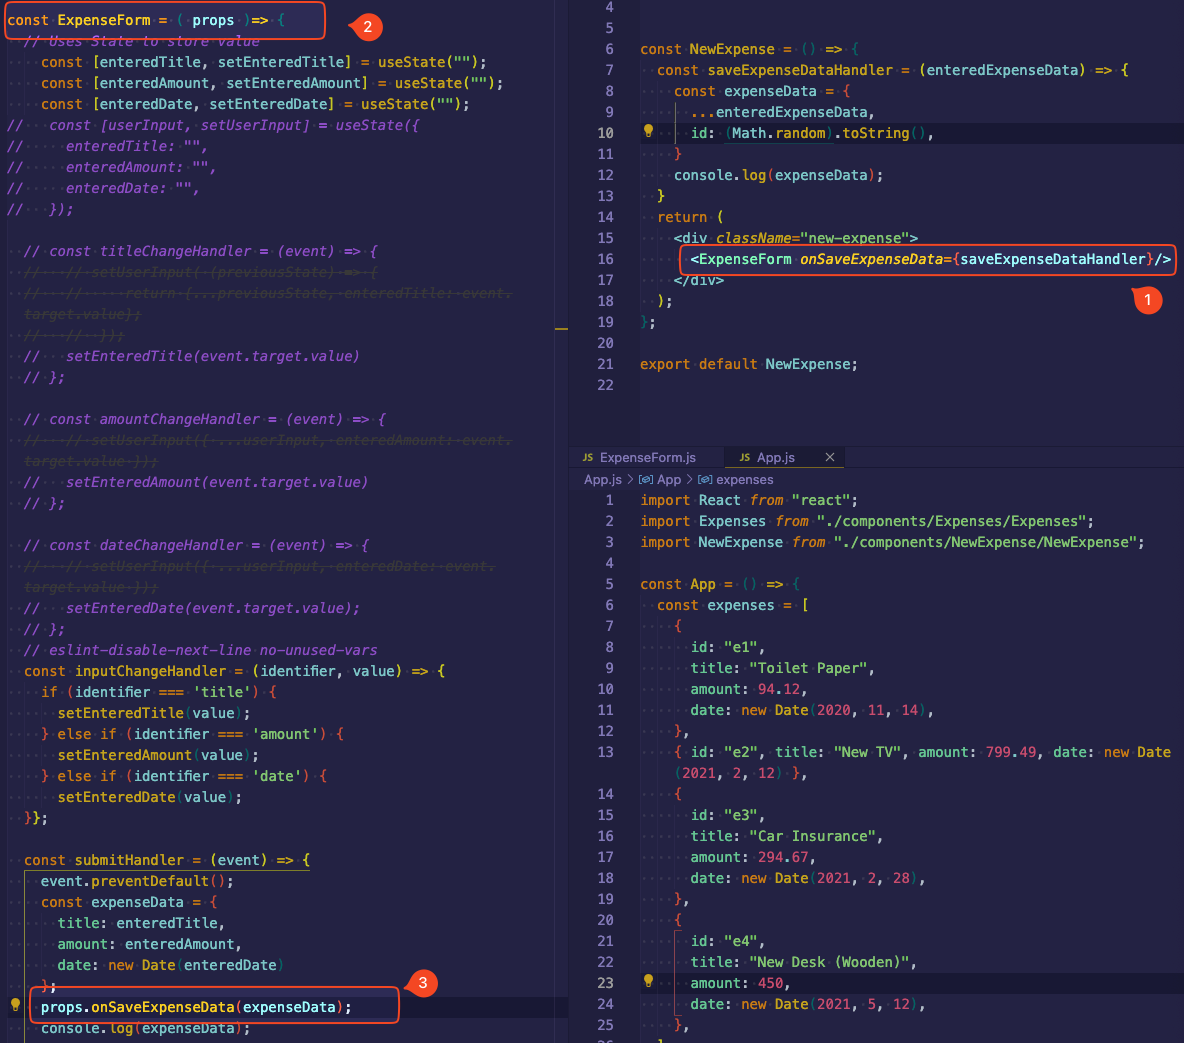 const ExpenseForm = ( props )=> {
// Uses State to store value
const [enteredTitle, setEnteredTitle] = useState("");
const [enteredAmount, setEnteredAmount] = useState("");
const [enteredDate, setEnteredDate] = useState("");
// const [userInput, setUserInput] = useState({
// enteredTitle: "",
// enteredAmount: "",
// enteredDate: "",
// });
// const titleChangeHandler = (event) => {
// // setUserInput( (previousState) => {
// // return {...previousState, enteredTitle: event.
target.value};
// // });
// setEnteredTitle(event.target.value)
// };
// const amountChangeHandler = (event) => {
// // setUserInput({ ...userInput, enteredAmount: event.
target.value });
// setEnteredAmount(event.target.value)
// };
// const dateChangeHandler = (event) => {
// // setUserInput({ ...userInput, enteredDate: event.
target.value });
// setEnteredDate(event.target.value);
// };
// eslint-disable-next-line no-unused-vars
const inputChangeHandler = (identifier, value) => {
if (identifier === 'title') {
setEnteredTitle(value);
} else if (identifier === 'amount') {
setEnteredAmount(value);
} else if (identifier === 'date') {
setEnteredDate(value);
}};
const submitHandler = (event) => {
event.preventDefault();
const expenseData = {
title: enteredTitle,
amount: enteredAmount,
date: new Date(enteredDate)
};
props.onSaveExpenseData(expenseData);
console.log(expenseData);
2
3
4
5
6 const NewExpense = () => {
7 const saveExpenseDataHandler = (enteredExpenseData) => {
8 const expenseData = {
9 ...enteredExpenseData,
10 id: (Math.random).toString(),
11 }
12 console.log(expenseData);
13 }
14 return (
15 <div className="new-expense">
16 <ExpenseForm onSaveExpenseData={saveExpenseDataHandler}/>
17 </div>
18 );
19 };
20
21 export default NewExpense;
22
1
JS ExpenseForm.js JS App.js ×
App.js > App > expenses
1 import React from "react";
2 import Expenses from "./components/Expenses/Expenses";
3 import NewExpense from "./components/NewExpense/NewExpense";
4
5 const App = () => {
6 const expenses = [
7 {
8 id: "e1",
9 title: "Toilet Paper",
10 amount: 94.12,
11 date: new Date(2020, 11, 14),
12 },
13 { id: "e2", title: "New TV", amount: 799.49, date: new Date
(2021, 2, 12) },
14 {
15 id: "e3",
16 title: "Car Insurance",
17 amount: 294.67,
18 date: new Date(2021, 2, 28),
19 },
20 {
21 id: "e4",
22 title: "New Desk (Wooden)",
23 amount: 450,
24 date: new Date(2021, 5, 12),
25 },